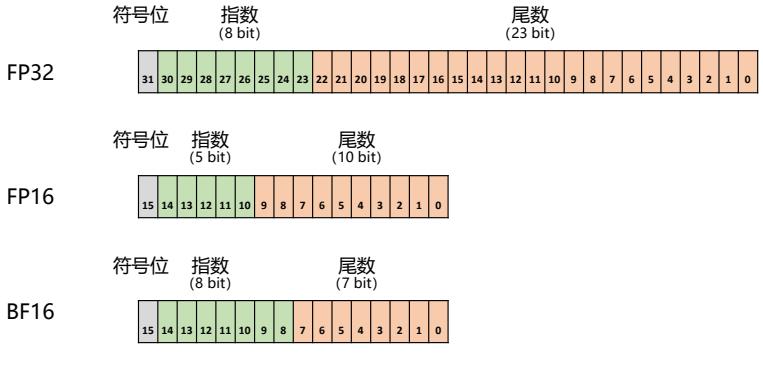 符号位 指数 尾数
(8 bit) (23 bit)
FP32 31 30 29 28 27 26 25 24 23 22 21 20 19 18 17 16 15 14 13 12 11 10 9 8 7 6 5 4 3 2 1 0
符号位 指数 尾数
(5 bit) (10 bit)
FP16 15 14 13 12 11 10 9 8 7 6 5 4 3 2 1 0
符号位 指数 尾数
(8 bit) (7 bit)
BF16 15 14 13 12 11 10 9 8 7 6 5 4 3 2 1 0